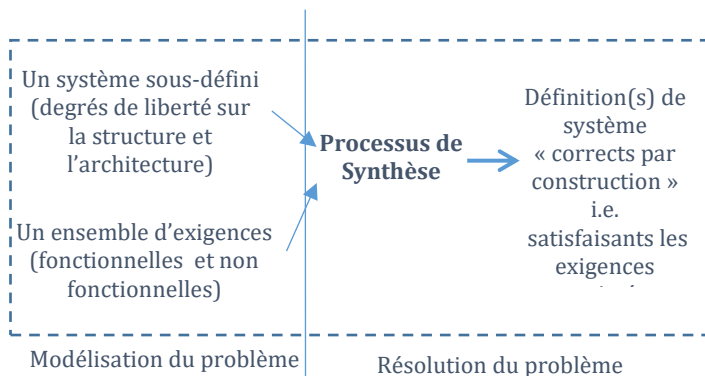 Un système sous-défini
(degrés de liberté sur
la structure et
l'architecture)
Un ensemble d'exigences
(fonctionnelles et non
fonctionnelles)
Processus de
Synthèse
Définition(s) de
système
« corrects par
construction »
i.e.
satisfaisants les
exigences
Modélisation du problème
Résolution du problème